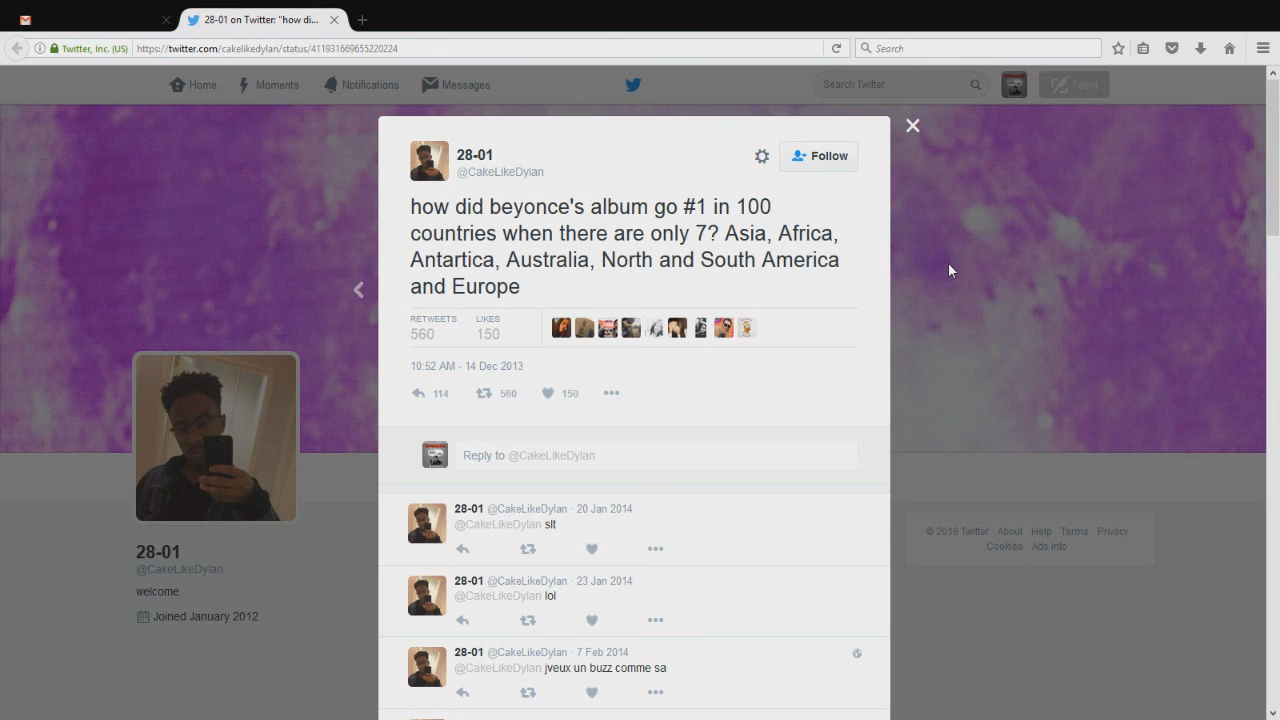 28-01 on Twitter: "how di...
Twitter, Inc. (US)
https://twitter.com/cakelikedylan/status/411931669655220224
Search
Home
Moments
Notifications
Messages
Search Twitter
Tweet
28-01
@CakeLikeDylan
Follow
how did beyonce's album go #1 in 100
countries when there are only 7? Asia, Africa,
Antartica, Australia, North and South America
and Europe
RETWEETS
560
LIKES
150
10:52 AM - 14 Dec 2013
114
560
150
Reply to @CakeLikeDylan
28-01 @CakeLikeDylan · 20 Jan 2014
@CakeLikeDylan slt
28-01 @CakeLikeDylan · 23 Jan 2014
@CakeLikeDylan lol
28-01 @CakeLikeDylan · 7 Feb 2014
@CakeLikeDylan jveux un buzz comme sa
28-01
@CakeLikeDylan
welcome
Joined January 2012
© 2016 Twitter About Help Terms Privacy
Cookies Ads info